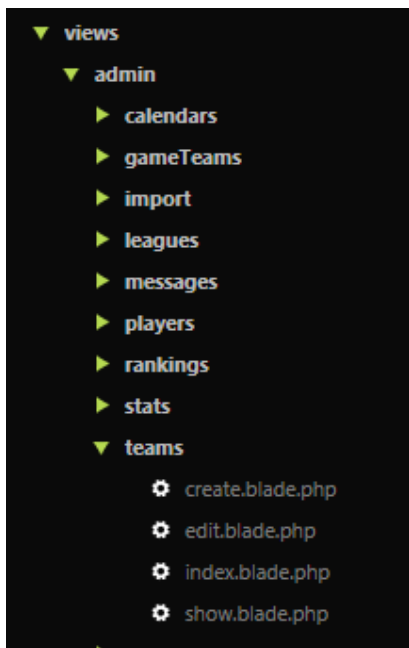 views
admin
calendars
gameTeams
import
leagues
messages
players
rankings
stats
teams
create.blade.php
edit.blade.php
index.blade.php
show.blade.php